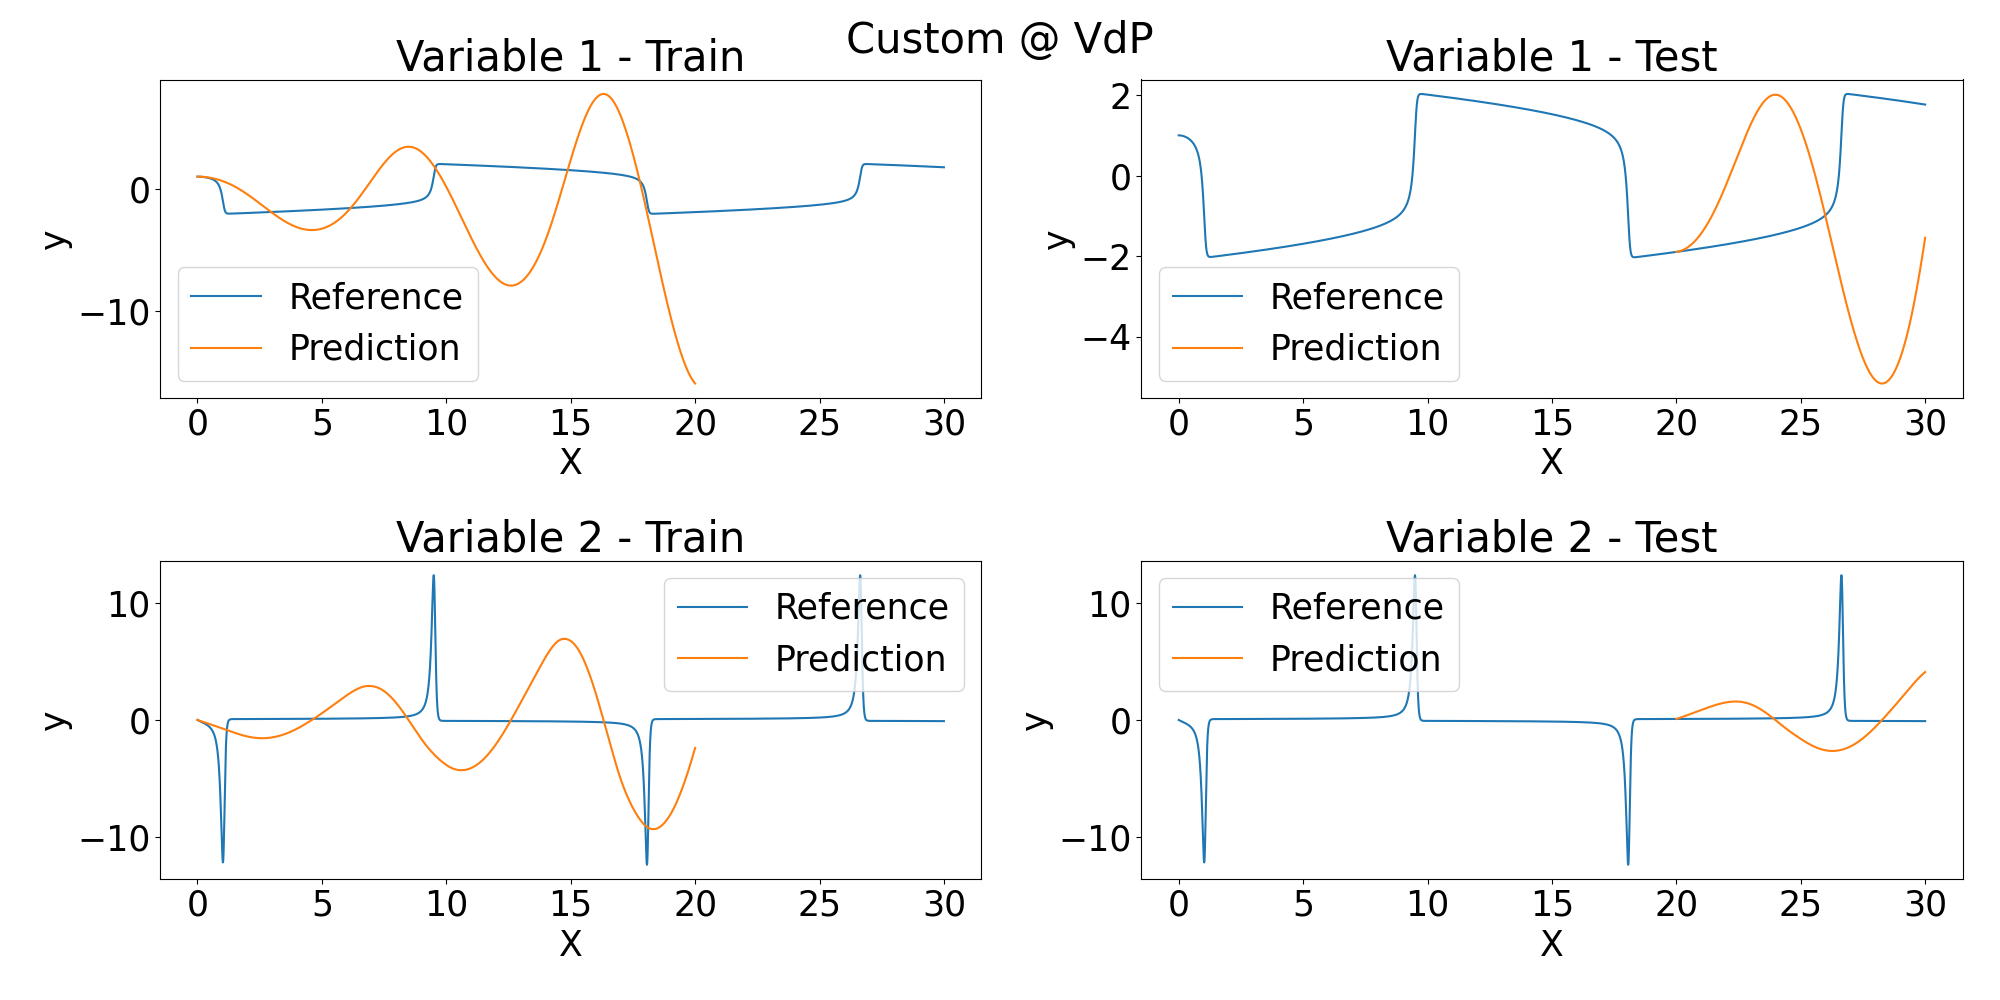 Custom @ VdP
Variable 1 - Train
y
0
−10
Reference
Prediction
0 5 10 15 20 25 30
X
Variable 1 - Test
y
2
0
−2
−4
Reference
Prediction
0 5 10 15 20 25 30
X
Variable 2 - Train
y
10
0
−10
Reference
Prediction
0 5 10 15 20 25 30
X
Variable 2 - Test
y
10
0
−10
Reference
Prediction
0 5 10 15 20 25 30
X